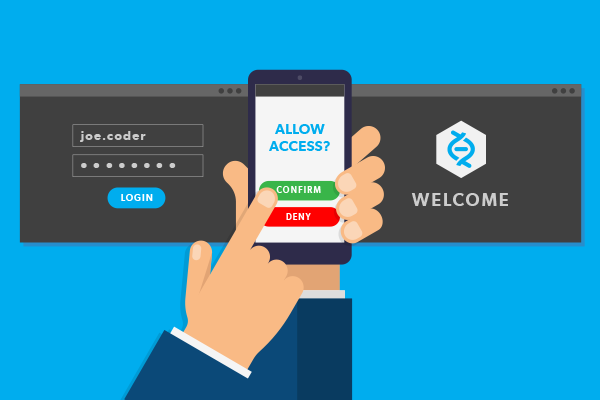 joe.coder
LOGIN
ALLOW
ACCESS?
CONFIRM
DENY
WELCOME